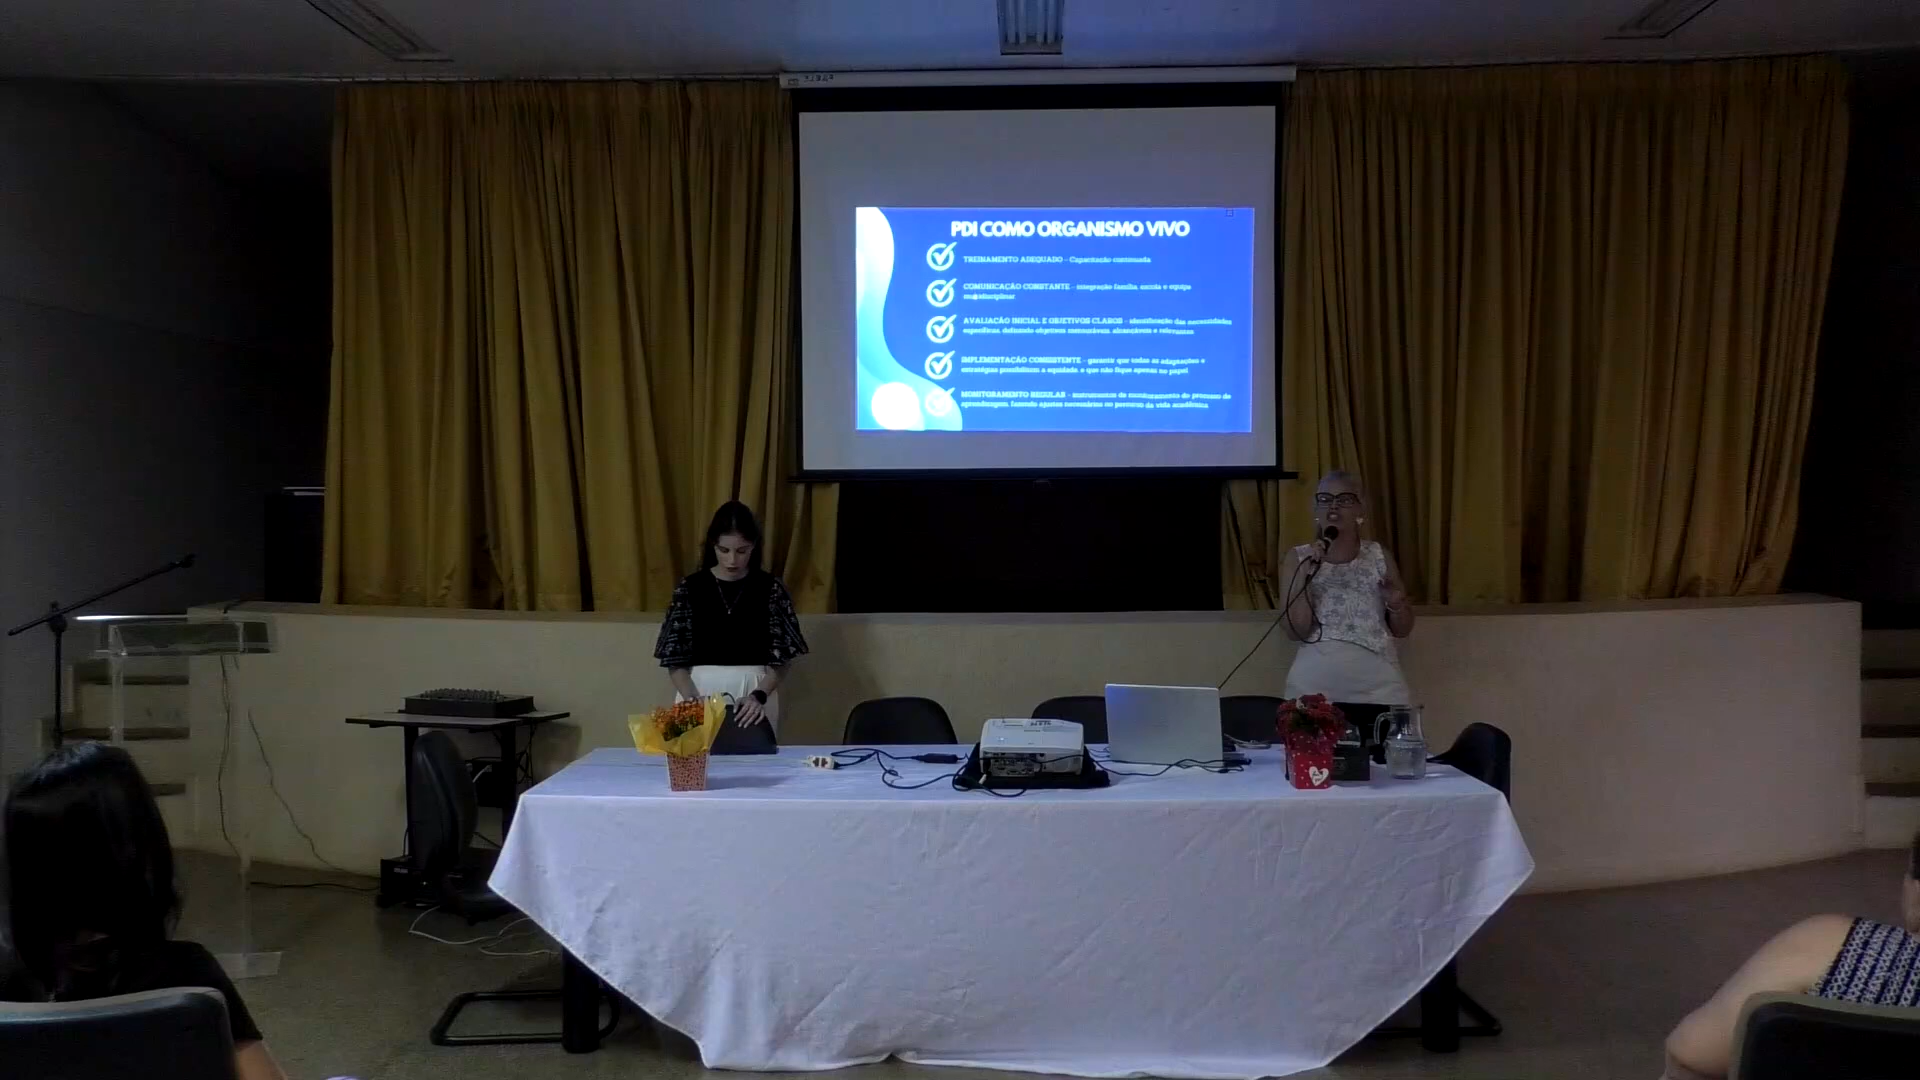 PDI COMO ORGANISMO VIVO
TREINAMENTO ADEQUADO - Capacitação continuada
COMUNICAÇÃO CONSTANTE - integração família, escola e equipe
multidisciplinar
AVALIAÇÃO INICIAL E OBJETIVOS CLAROS - identificação das necessidades
específicas, definindo objetivos mensuráveis, alcançáveis e relevantes
IMPLEMENTAÇÃO CONSISTENTE - garantir que todas as adaptações e
estratégias possibilitem a equidade, e que não fique apenas no papel
MONITORAMENTO REGULAR - instrumentos de monitoramento do processo de
aprendizagem, fazendo ajustes necessários no percurso da vida acadêmica